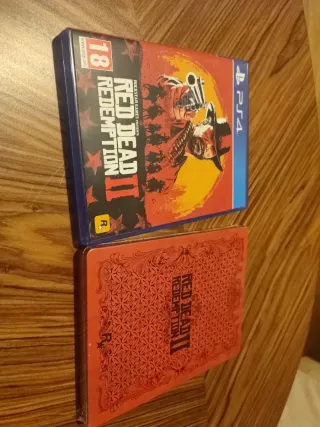 PS4
18
RED DEAD
REDEMPTION
II
R
RED DEAD
REDEMPTION
II
R